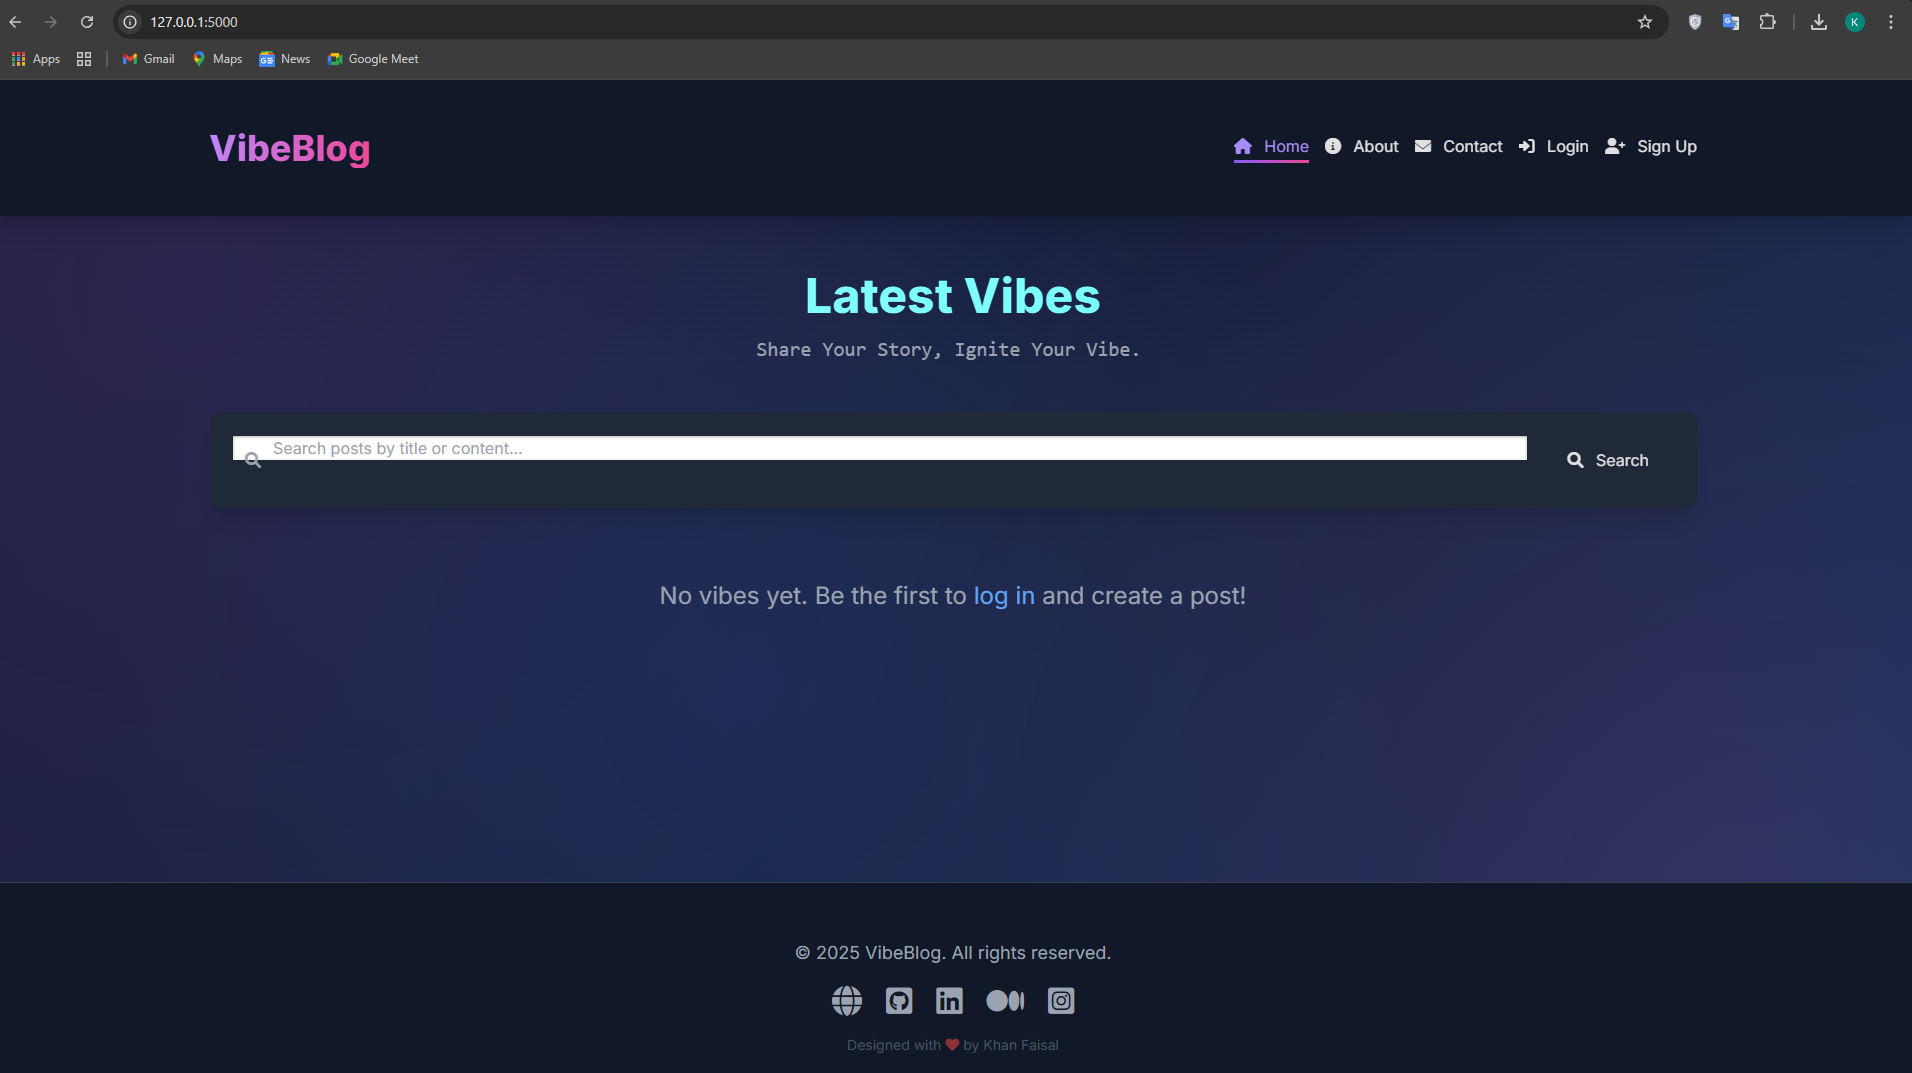 127.0.0.1:5000
K
Apps Gmail Maps News Google Meet
VibeBlog
Home About Contact Login Sign Up
Latest Vibes
Share Your Story, Ignite Your Vibe.
Search posts by title or content...
Search
No vibes yet. Be the first to log in and create a post!
© 2025 VibeBlog. All rights reserved.
Designed with ❤ by Khan Faisal